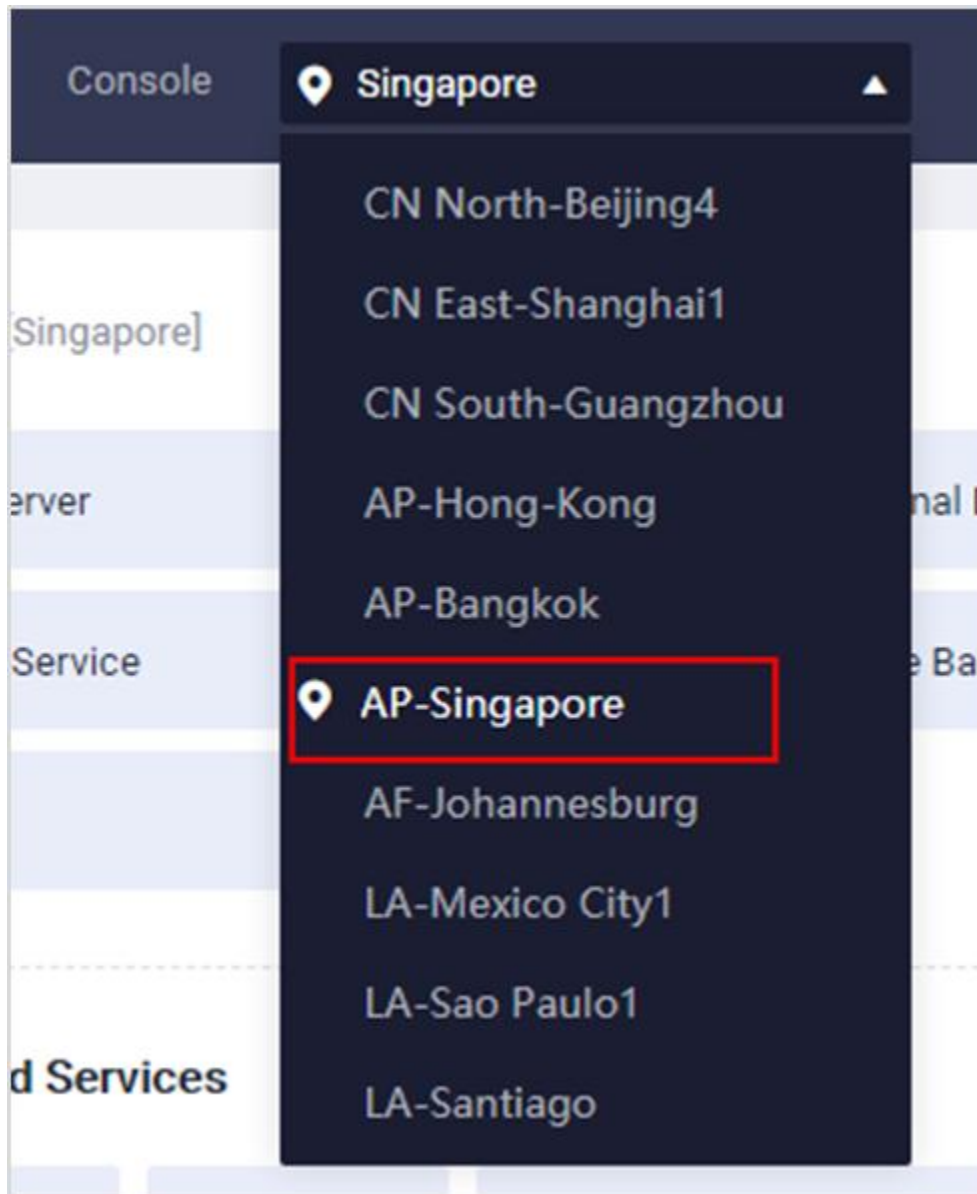 Console
Singapore
CN North-Beijing4
CN East-Shanghai1
Singapore]
CN South-Guangzhou
AP-Hong-Kong
AP-Bangkok
Service
AP-Singapore
AF-Johannesburg
LA-Mexico City1
LA-Sao Paulo1
Services
LA-Santiago